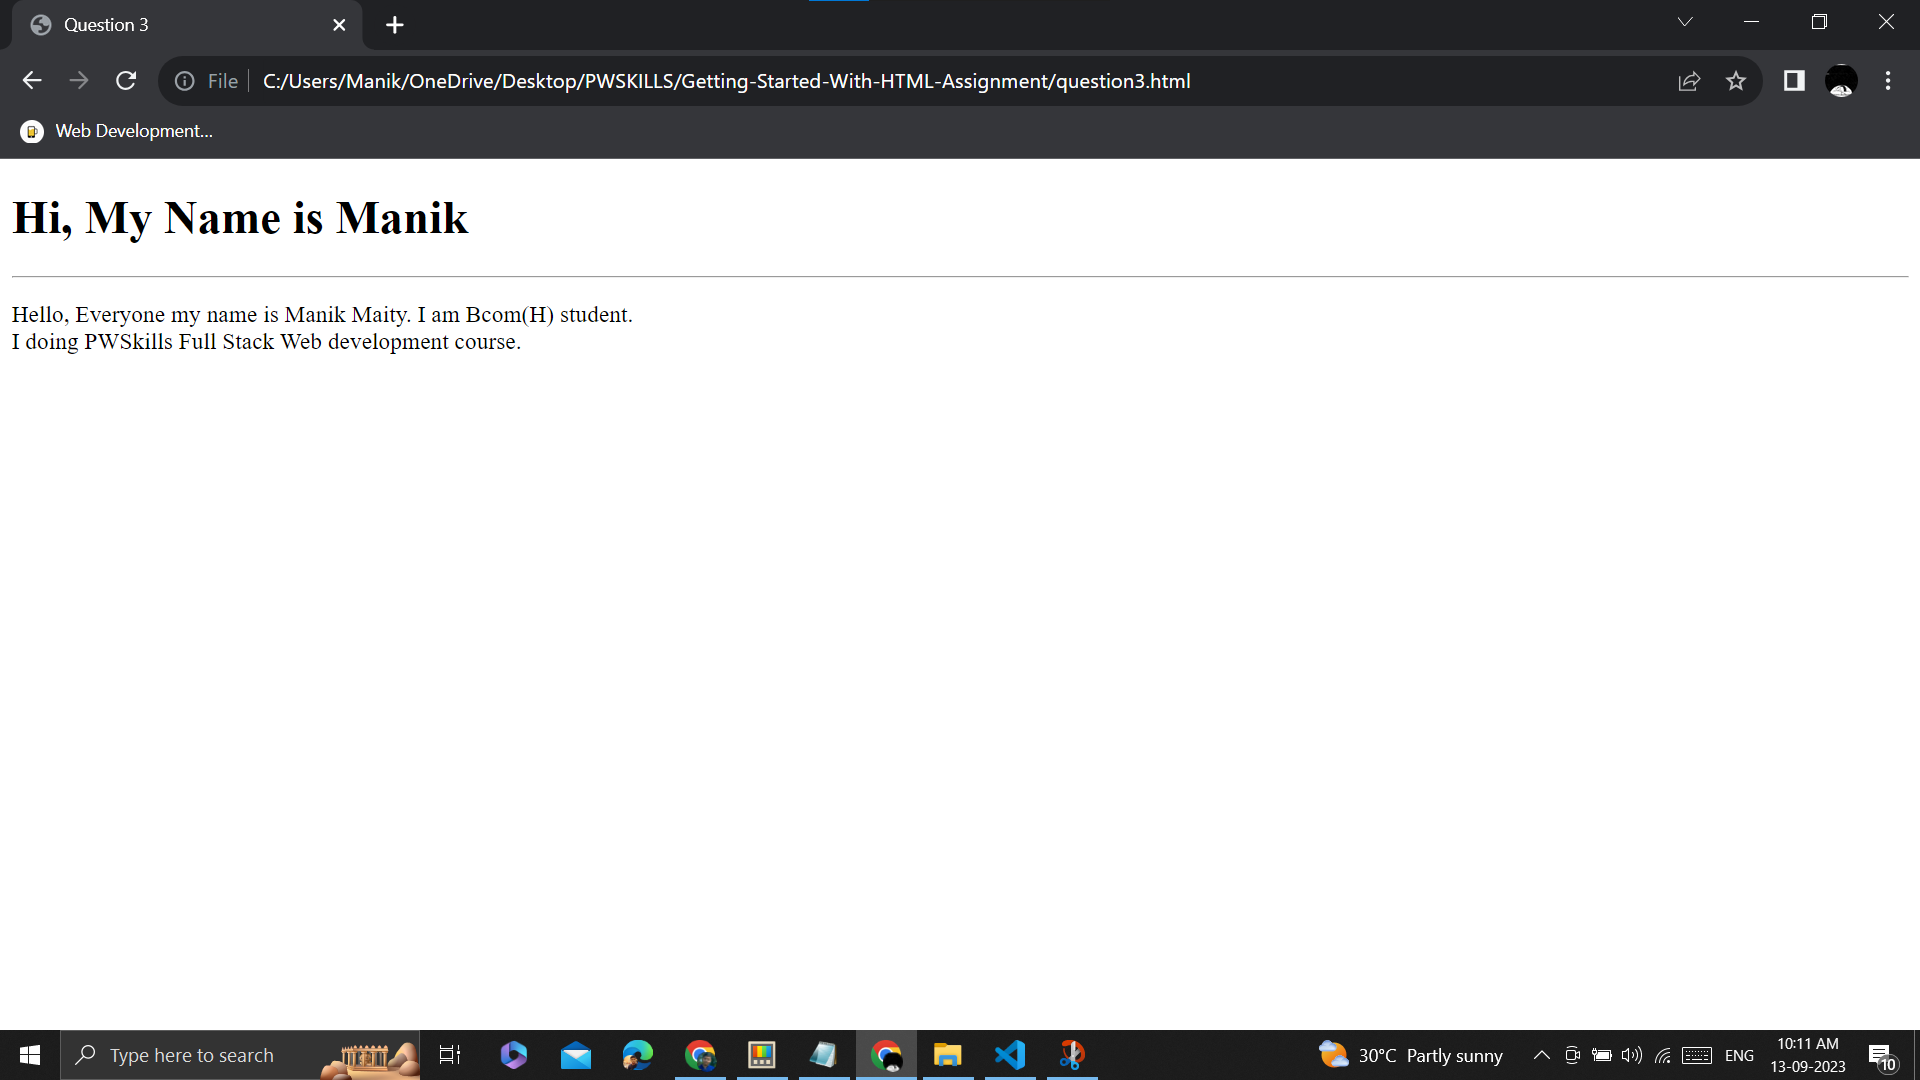 Question 3
File
C:/Users/Manik/OneDrive/Desktop/PWSKILLS/Getting-Started-With-HTML-Assignment/question3.html
Web Development...
Hi, My Name is Manik
Hello, Everyone my name is Manik Maity. I am Bcom(H) student.
I doing PWSkills Full Stack Web development course.
Type here to search
30°C Partly sunny
ENG
10:11 AM
13-09-2023
10